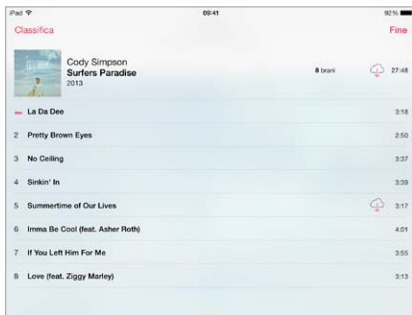 iPad 09:41 92%
Classifica Fine
Cody Simpson
Surfers Paradise 8 brani 27:48
2013
La Da Dee 3:18
2 Pretty Brown Eyes 2:50
3 No Ceiling 3:37
4 Sinkin' In 3:39
5 Summertime of Our Lives 3:17
6 Imma Be Cool (feat. Asher Roth) 4:01
7 If You Left Him For Me 3:55
8 Love (feat. Ziggy Marley) 3:13